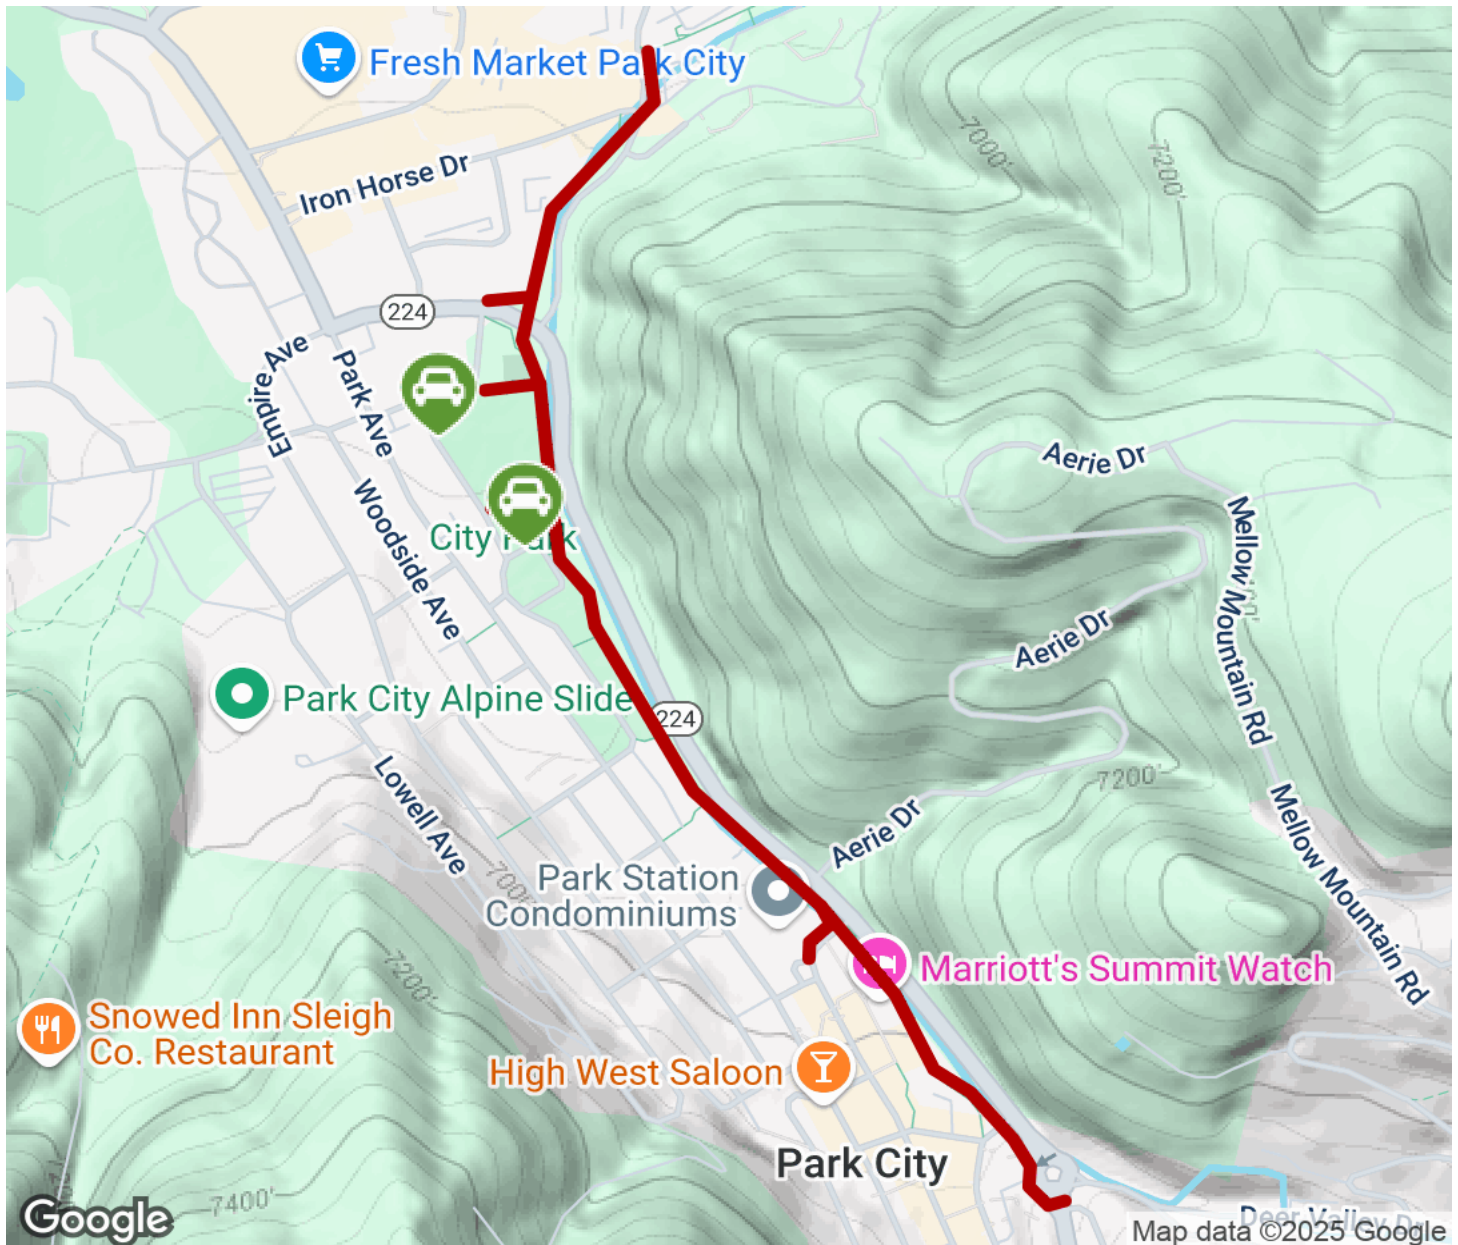 Fresh Market Park City
7000'
7200'
Iron Horse Dr
224
Empire Ave
Park Ave
Aerie Dr
Woodside Ave
City Park
Mellow Mountain Rd
Aerie Dr
Park City Alpine Slide
224
7200'
Lowell Ave
Aerie Dr
Mellow Mountain Rd
Park Station
Condominiums
7200'
Marriott's Summit Watch
Snowed Inn Sleigh
Co. Restaurant
High West Saloon
Park City
7400'
Google
Deer Valley Dr
Map data ©2025 Google